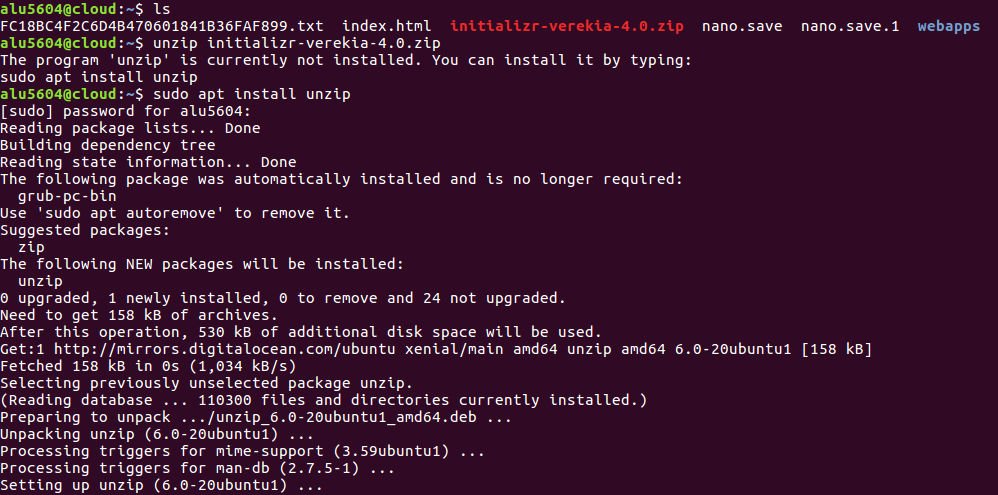 alu5604@cloud:~$ ls
FC18BC4F2C6D4B470601841B36FAF899.txt  index.html  initializr-verekia-4.0.zip  nano.save  nano.save.1  webapps
alu5604@cloud:~$ unzip initializr-verekia-4.0.zip
The program 'unzip' is currently not installed. You can install it by typing:
sudo apt install unzip
alu5604@cloud:~$ sudo apt install unzip
[sudo] password for alu5604:
Reading package lists... Done
Building dependency tree
Reading state information... Done
The following package was automatically installed and is no longer required:
  grub-pc-bin
Use 'sudo apt autoremove' to remove it.
Suggested packages:
  zip
The following NEW packages will be installed:
  unzip
0 upgraded, 1 newly installed, 0 to remove and 24 not upgraded.
Need to get 158 kB of archives.
After this operation, 530 kB of additional disk space will be used.
Get:1 http://mirrors.digitalocean.com/ubuntu xenial/main amd64 unzip amd64 6.0-20ubuntu1 [158 kB]
Fetched 158 kB in 0s (1,034 kB/s)
Selecting previously unselected package unzip.
(Reading database ... 110300 files and directories currently installed.)
Preparing to unpack .../unzip_6.0-20ubuntu1_amd64.deb ...
Unpacking unzip (6.0-20ubuntu1) ...
Processing triggers for mime-support (3.59ubuntu1) ...
Processing triggers for man-db (2.7.5-1) ...
Setting up unzip (6.0-20ubuntu1) ...